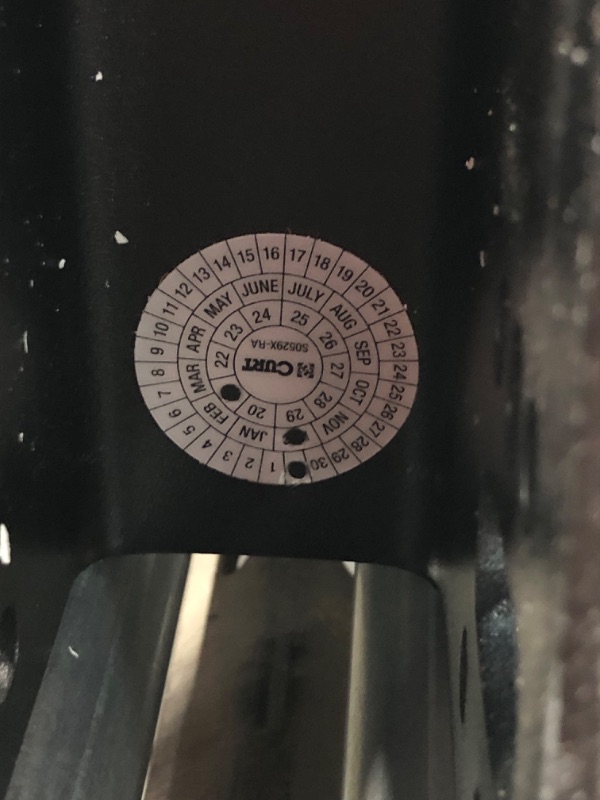 1 2 3 4 5 6 7 8 9 10 11 12 13 14 15 16 17 18 19 20 21 22 23 24 25 26 27 28 29 30
JAN FEB MAR APR MAY JUNE JULY AUG SEP OCT NOV
20 22 23 24 25 26 27 28 29
CURT
S0529X-RA